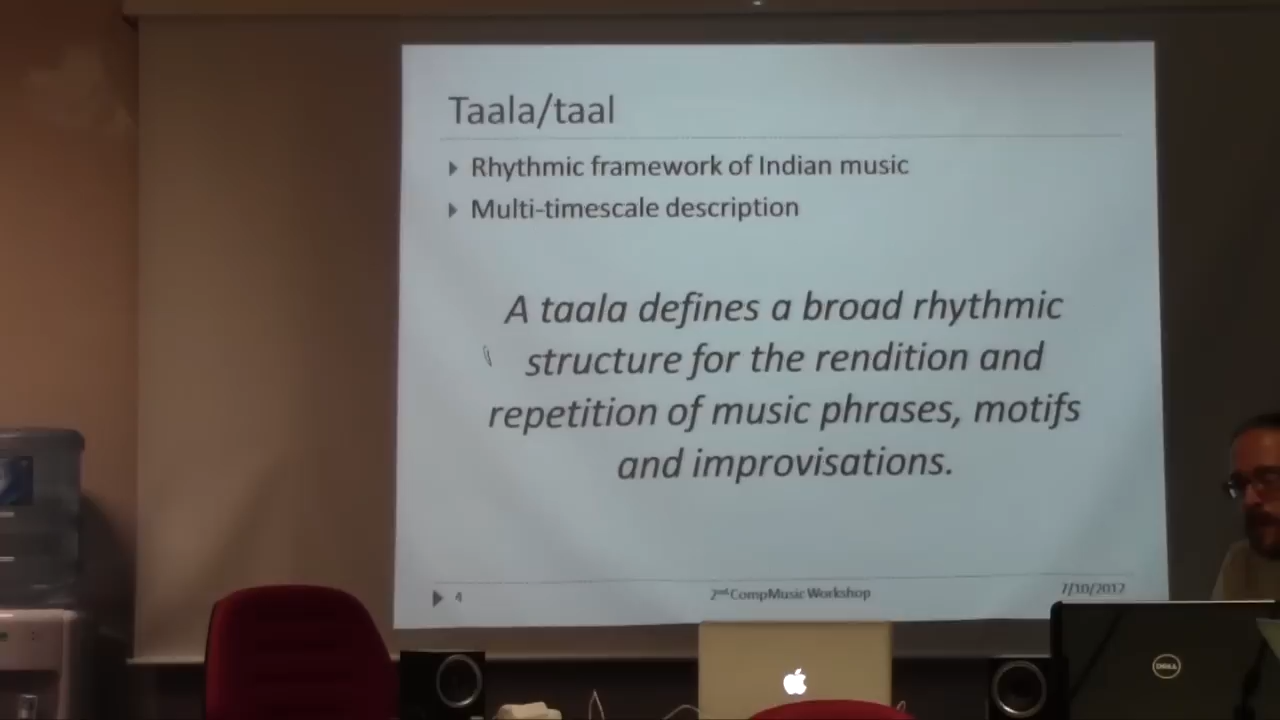 Taala/taal
Rhythmic framework of Indian music
Multi-timescale description
A taala defines a broad rhythmic
structure for the rendition and
repetition of music phrases, motifs
and improvisations.
4
2nd CompMusic Workshop
7/10/2012
DELL